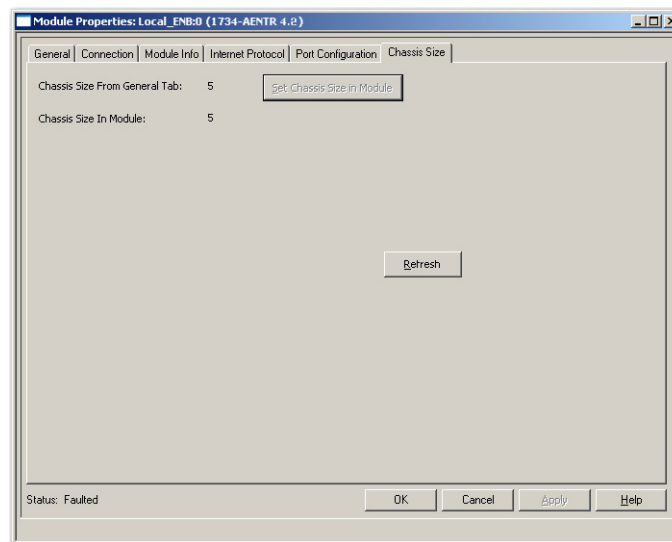 Module Properties: Local_ENB:0 (1734-AENTR 4.2)
General Connection Module Info Internet Protocol Port Configuration Chassis Size
Chassis Size From General Tab: 5 Set Chassis Size in Module
Chassis Size In Module: 5
Refresh
Status: Faulted OK Cancel Apply Help